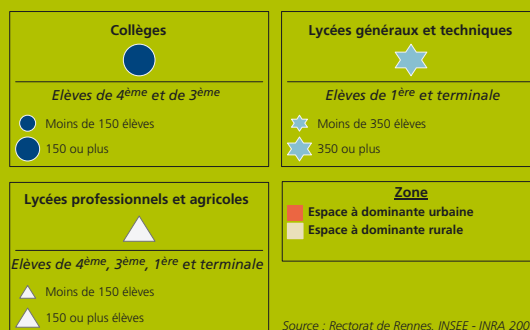 Collèges
Elèves de 4ème et de 3ème
Moins de 150 élèves
150 ou plus
Lycées généraux et techniques
Elèves de 1ère et terminale
Moins de 350 élèves
350 ou plus
Lycées professionnels et agricoles
Elèves de 4ème, 3ème, 1ère et terminale
Moins de 150 élèves
150 ou plus élèves
Zone
Espace à dominante urbaine
Espace à dominante rurale
Source : Rectorat de Rennes, INSEE - INRA 200